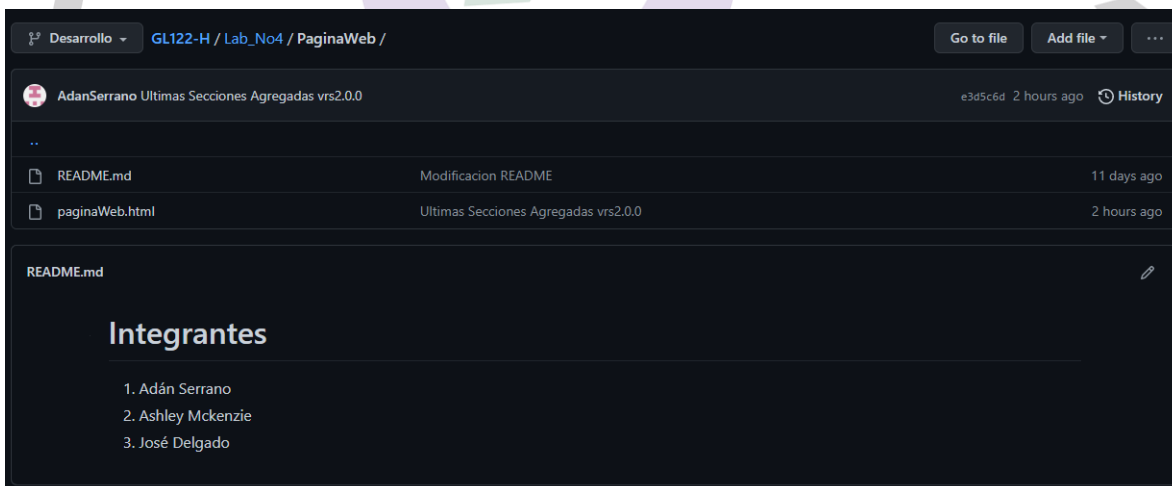 Desarrollo GL122-H / Lab_No4 / PaginaWeb / Go to file Add file ...
AdanSerrano Ultimas Secciones Agregadas vrs2.0.0 e3d5c6d 2 hours ago History
..
README.md Modificacion README 11 days ago
paginaWeb.html Ultimas Secciones Agregadas vrs2.0.0 2 hours ago
README.md
Integrantes
1. Adán Serrano
2. Ashley Mckenzie
3. José Delgado